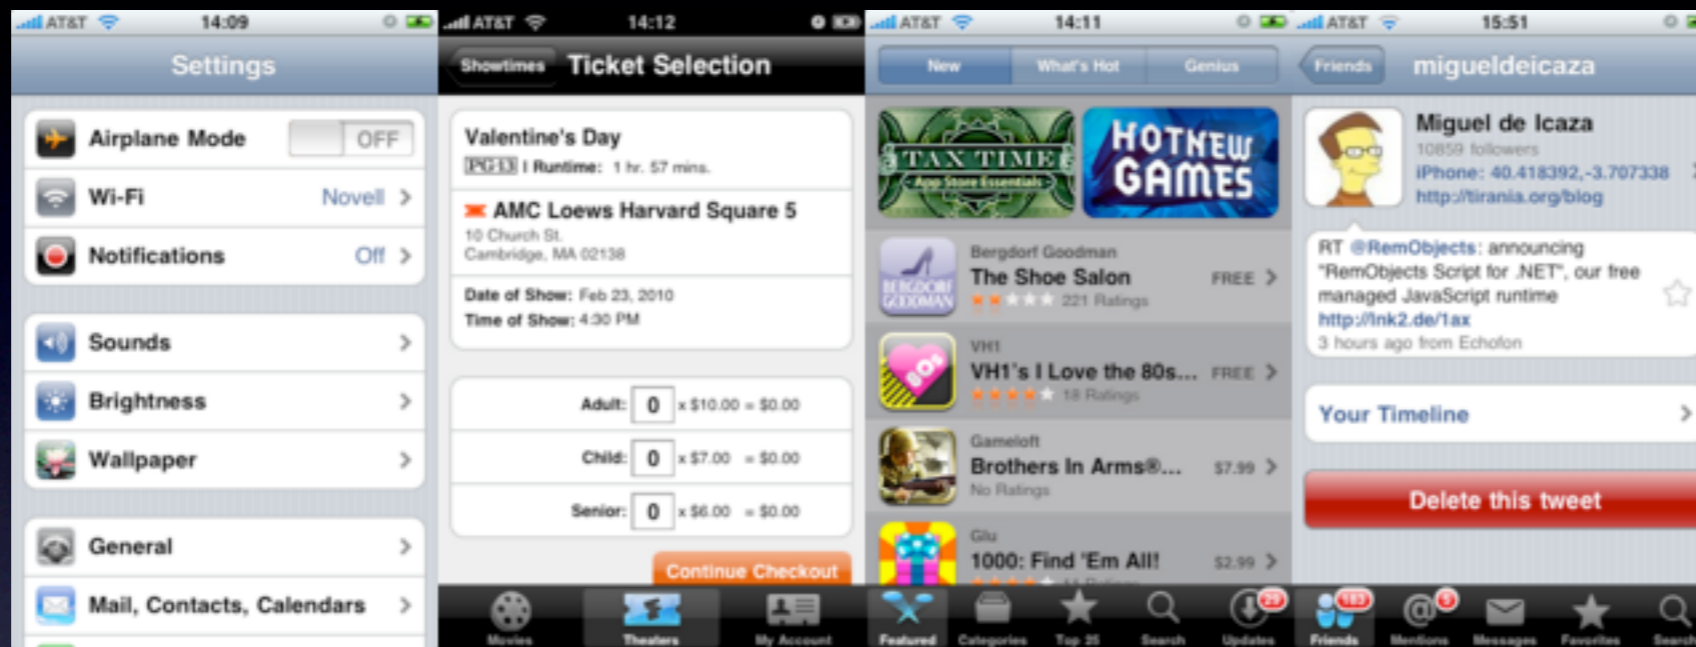 AT&T 14:09
Settings
Airplane Mode OFF
Wi-Fi Novell
Notifications Off
Sounds
Brightness
Wallpaper
General
Mail, Contacts, Calendars
AT&T 14:12
Showtimes Ticket Selection
Valentine's Day
PG-13 | Runtime: 1 hr. 57 mins.
AMC Loews Harvard Square 5
10 Church St.
Cambridge, MA 02138
Date of Show: Feb 23, 2010
Time of Show: 4:30 PM
Adult: 0 x $10.00 = $0.00
Child: 0 x $7.00 = $0.00
Senior: 0 x $6.00 = $0.00
Continue Checkout
Movies Theaters My Account
AT&T 14:11
New What's Hot Genius
TAX TIME
App Store Essentials
HOT NEW
GAMES
BERGDORF
GOODMAN
Bergdorf Goodman
The Shoe Salon FREE
221 Ratings
80s
VH1
VH1's I Love the 80s... FREE
18 Ratings
Gameloft
Brothers In Arms®... $7.99
No Ratings
Glu
1000: Find 'Em All! $2.99
Featured Categories Top 25 Search Updates 29
AT&T 15:51
Friends migueldeicaza
Miguel de Icaza
10859 followers
iPhone: 40.418392,-3.707338
http://tirania.org/blog
RT @RemObjects: announcing
"RemObjects Script for .NET", our free
managed JavaScript runtime
http://lnk2.de/1ax
3 hours ago from Echofon
Your Timeline
Delete this tweet
183 5
Friends Mentions Messages Favorites Search